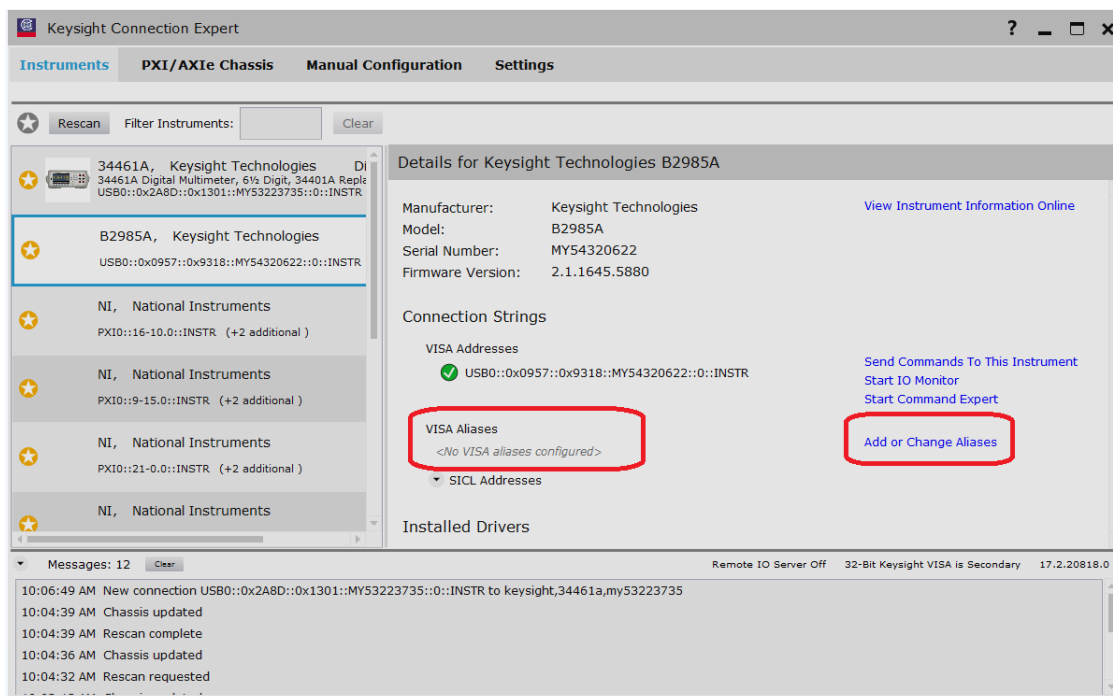 Keysight Connection Expert ?
Instruments PXI/AXIe Chassis Manual Configuration Settings
Rescan Filter Instruments: Clear
34461A, Keysight Technologies Di
34461A Digital Multimeter, 6½ Digit, 34401A Repla
USB0::0x2A8D::0x1301::MY53223735::0::INSTR
B2985A, Keysight Technologies
USB0::0x0957::0x9318::MY54320622::0::INSTR
NI, National Instruments
PXI0::16-10.0::INSTR (+2 additional )
NI, National Instruments
PXI0::9-15.0::INSTR (+2 additional )
NI, National Instruments
PXI0::21-0.0::INSTR (+2 additional )
NI, National Instruments
Details for Keysight Technologies B2985A
Manufacturer: Keysight Technologies View Instrument Information Online
Model: B2985A
Serial Number: MY54320622
Firmware Version: 2.1.1645.5880
Connection Strings
VISA Addresses
USB0::0x0957::0x9318::MY54320622::0::INSTR
Send Commands To This Instrument
Start IO Monitor
Start Command Expert
VISA Aliases
<No VISA aliases configured>
Add or Change Aliases
SICL Addresses
Installed Drivers
Messages: 12 Clear Remote IO Server Off 32-Bit Keysight VISA is Secondary 17.2.20818.0
10:06:49 AM New connection USB0::0x2A8D::0x1301::MY53223735::0::INSTR to keysight,34461a,my53223735
10:04:39 AM Chassis updated
10:04:39 AM Rescan complete
10:04:36 AM Chassis updated
10:04:32 AM Rescan requested